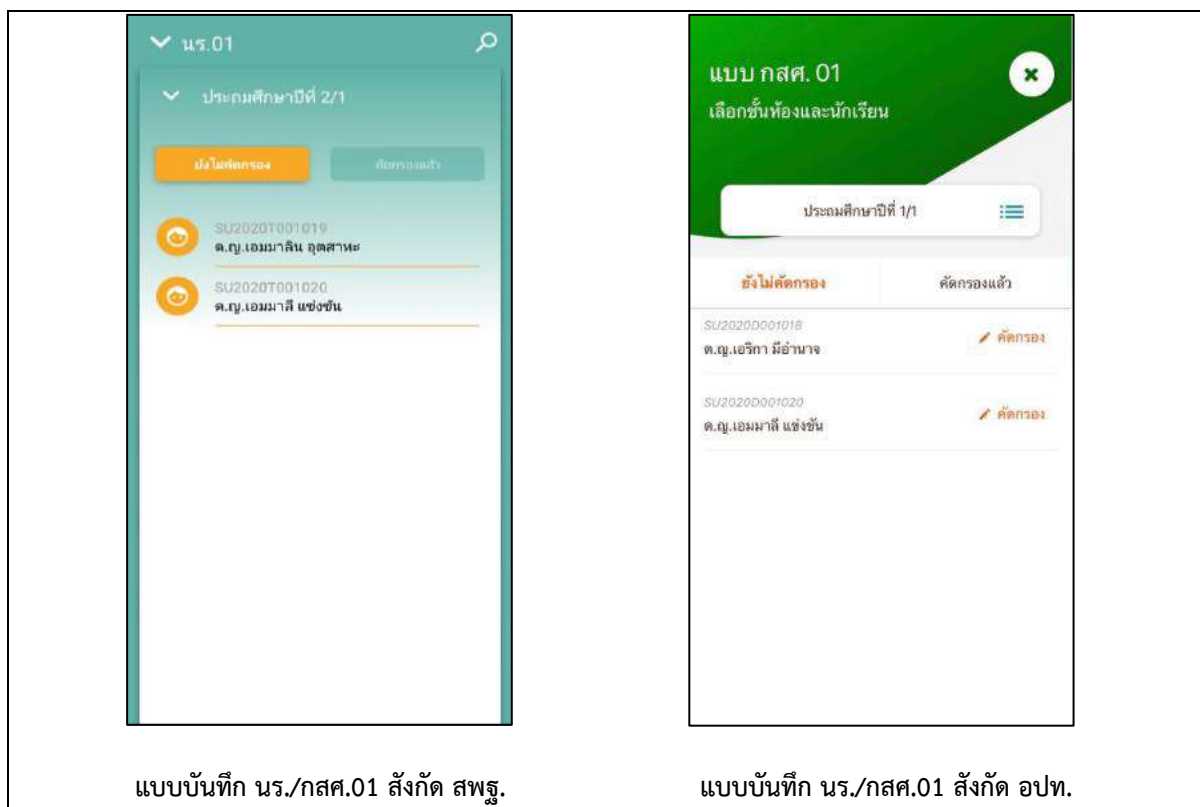 นร.01
ประถมศึกษาปีที่ 2/1
ยังไม่คัดกรอง
คัดกรองแล้ว
SU2020T001019
ด.ญ.เอมมาลิน อุตสาหะ
SU2020T001020
ด.ญ.เอมมาลี แข่งขัน
แบบบันทึก นร./กสศ.01 สังกัด สพฐ.
แบบ กสศ. 01
เลือกชั้นห้องและนักเรียน
ประถมศึกษาปีที่ 1/1
ยังไม่คัดกรอง
คัดกรองแล้ว
SU2020D001018
ด.ญ.เอริกา มีอำนาจ
คัดกรอง
SU2020D001020
ด.ญ.เอมมาลี แข่งขัน
คัดกรอง
แบบบันทึก นร./กสศ.01 สังกัด อปท.